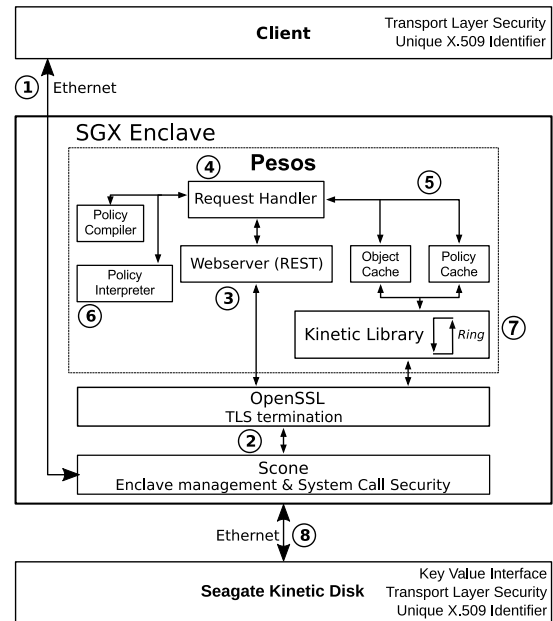 Client
Transport Layer Security
Unique X.509 Identifier
1
Ethernet
SGX Enclave
Pesos
4
Request Handler
5
Policy
Compiler
Policy
Interpreter
6
Webserver (REST)
3
Object
Cache
Policy
Cache
Kinetic Library
Ring
7
OpenSSL
TLS termination
2
Scone
Enclave management & System Call Security
Ethernet
8
Seagate Kinetic Disk
Key Value Interface
Transport Layer Security
Unique X.509 Identifier